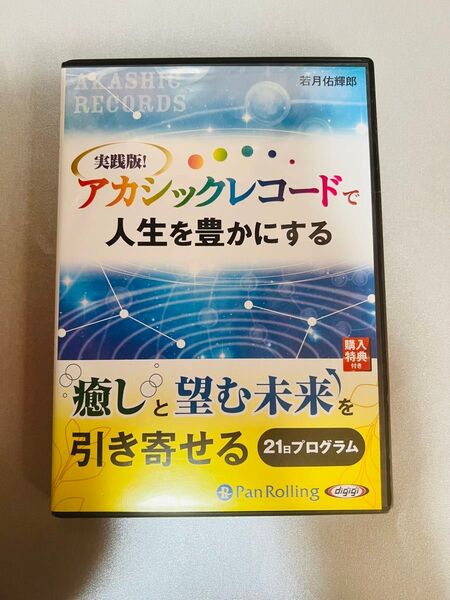 AKASHIC
RECORDS
若月佑輝郎
実践版!
アカシックレコードで
人生を豊かにする
購入
特典
付き
癒しと望む未来を
引き寄せる
21日プログラム
PanRolling
digigi